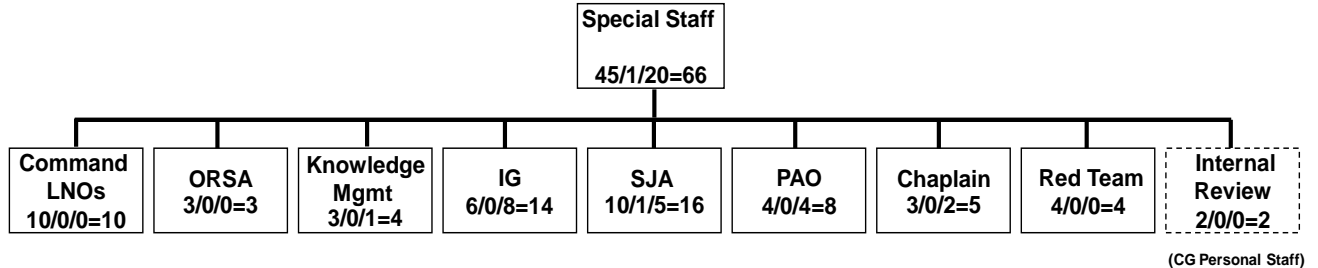 Special Staff
45/1/20=66
Command
LNOs
10/0/0=10
ORSA
3/0/0=3
Knowledge
Mgmt
3/0/1=4
IG
6/0/8=14
SJA
10/1/5=16
PAO
4/0/4=8
Chaplain
3/0/2=5
Red Team
4/0/0=4
Internal
Review
2/0/0=2
(CG Personal Staff)